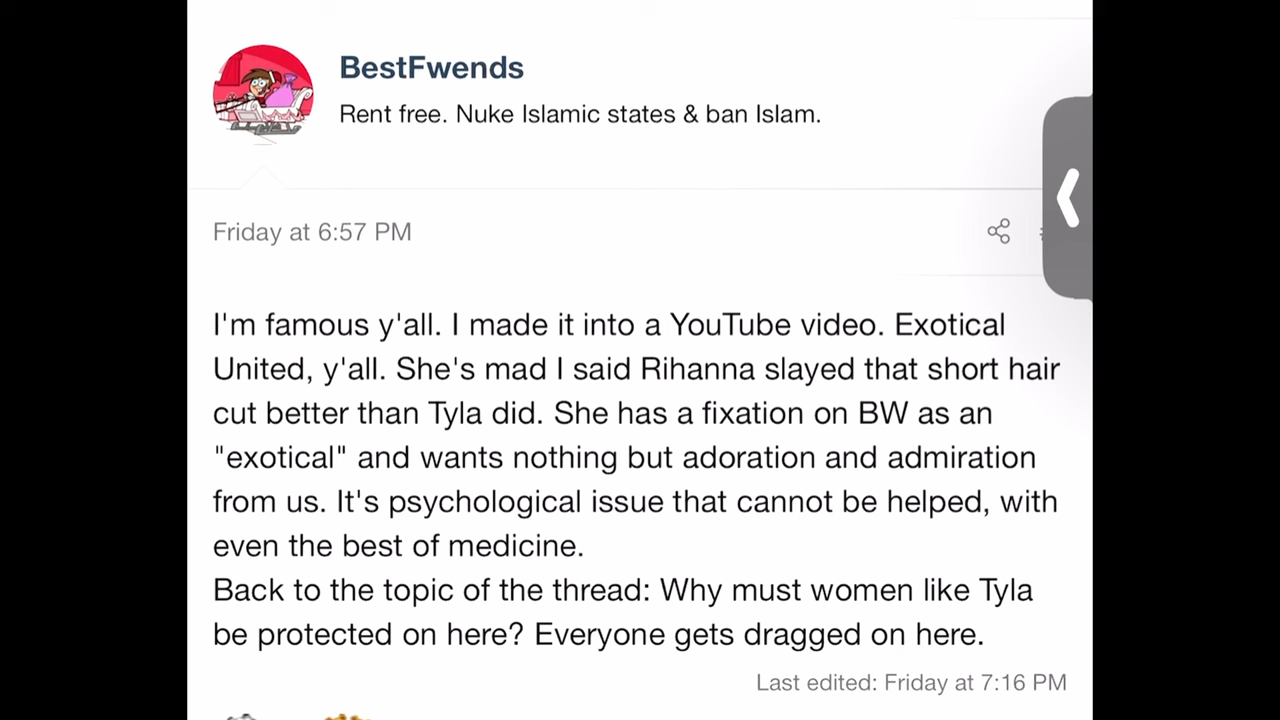 BestFwends
Rent free. Nuke Islamic states & ban Islam.
Friday at 6:57 PM
I'm famous y'all. I made it into a YouTube video. Exotical
United, y'all. She's mad I said Rihanna slayed that short hair
cut better than Tyla did. She has a fixation on BW as an
"exotical" and wants nothing but adoration and admiration
from us. It's psychological issue that cannot be helped, with
even the best of medicine.
Back to the topic of the thread: Why must women like Tyla
be protected on here? Everyone gets dragged on here.
Last edited: Friday at 7:16 PM